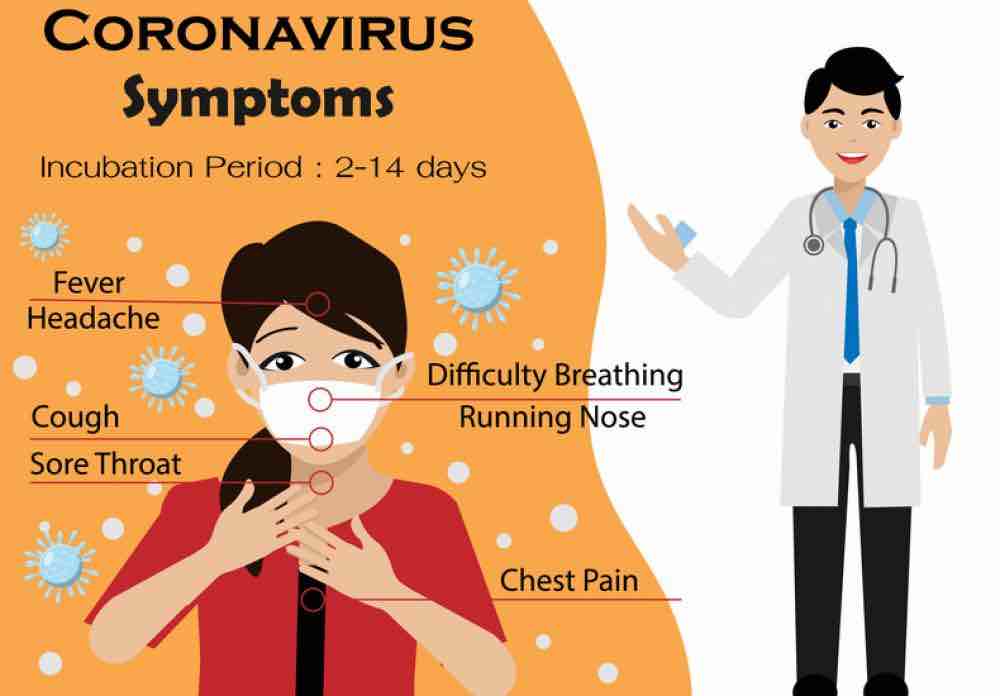 CORONAVIRUS
Symptoms
Incubation Period : 2-14 days
Fever
Headache
Difficulty Breathing
Running Nose
Cough
Sore Throat
Chest Pain